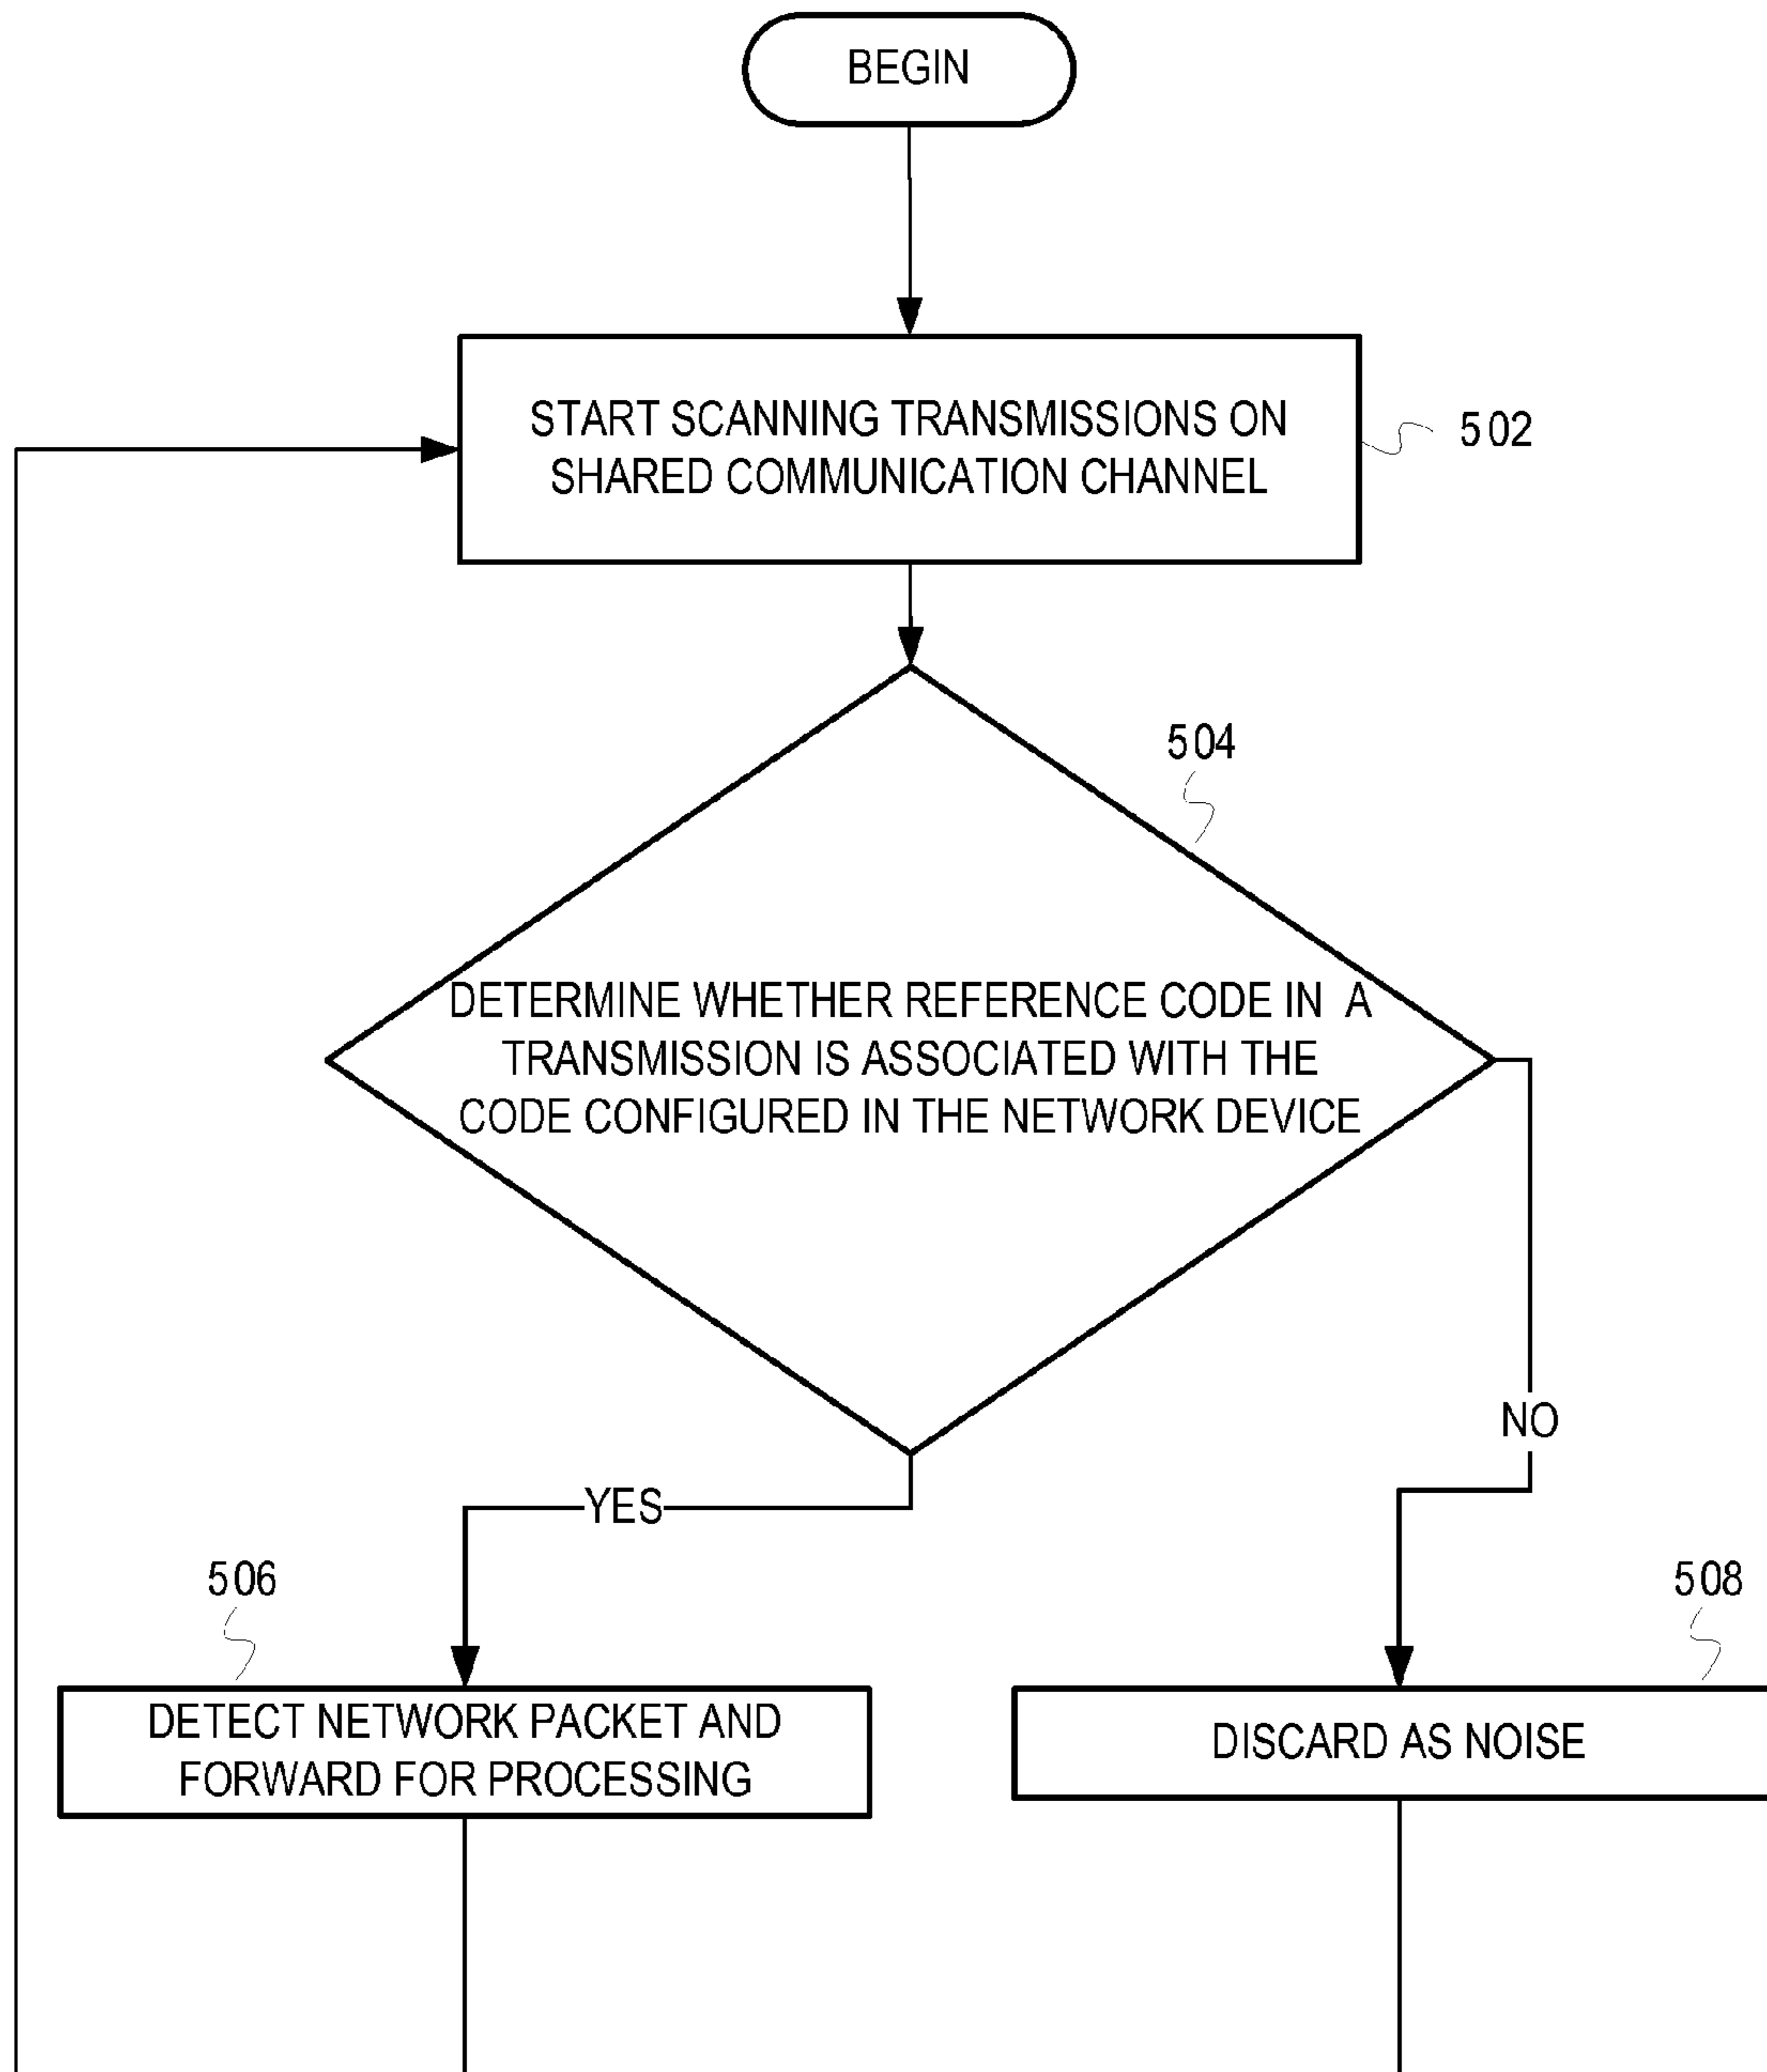 BEGIN
START SCANNING TRANSMISSIONS ON
SHARED COMMUNICATION CHANNEL
502
504
DETERMINE WHETHER REFERENCE CODE IN A
TRANSMISSION IS ASSOCIATED WITH THE
CODE CONFIGURED IN THE NETWORK DEVICE
NO
YES
506
508
DETECT NETWORK PACKET AND
FORWARD FOR PROCESSING
DISCARD AS NOISE